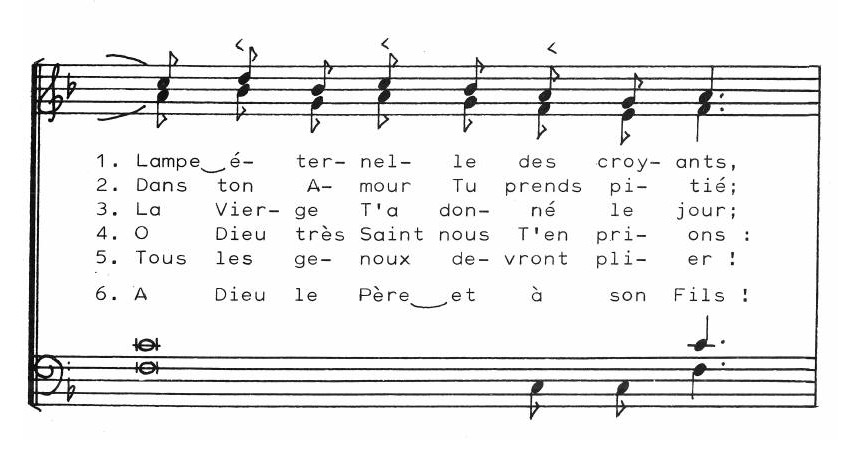 1. Lampe‿é- ter- nel- le des croy- ants,
2. Dans ton A- mour Tu prends pi- tié;
3. La Vier- ge T'a don- né le jour;
4. O Dieu très Saint nous T'en pri- ons :
5. Tous les ge- noux de- vront pli- er !
6. A Dieu le Père‿et à son Fils !